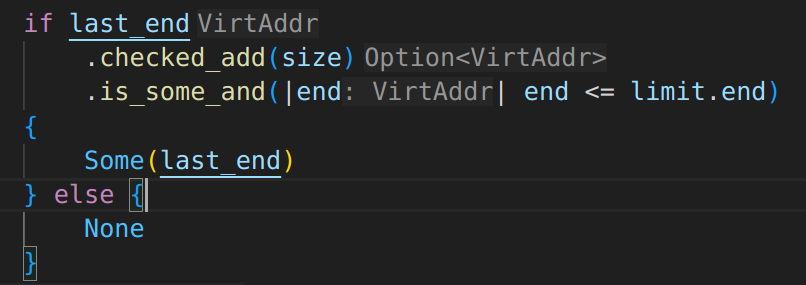 if last_end VirtAddr
.checked_add(size) Option<VirtAddr>
.is_some_and(|end: VirtAddr| end <= limit.end)
{
Some(last_end)
} else {
None
}